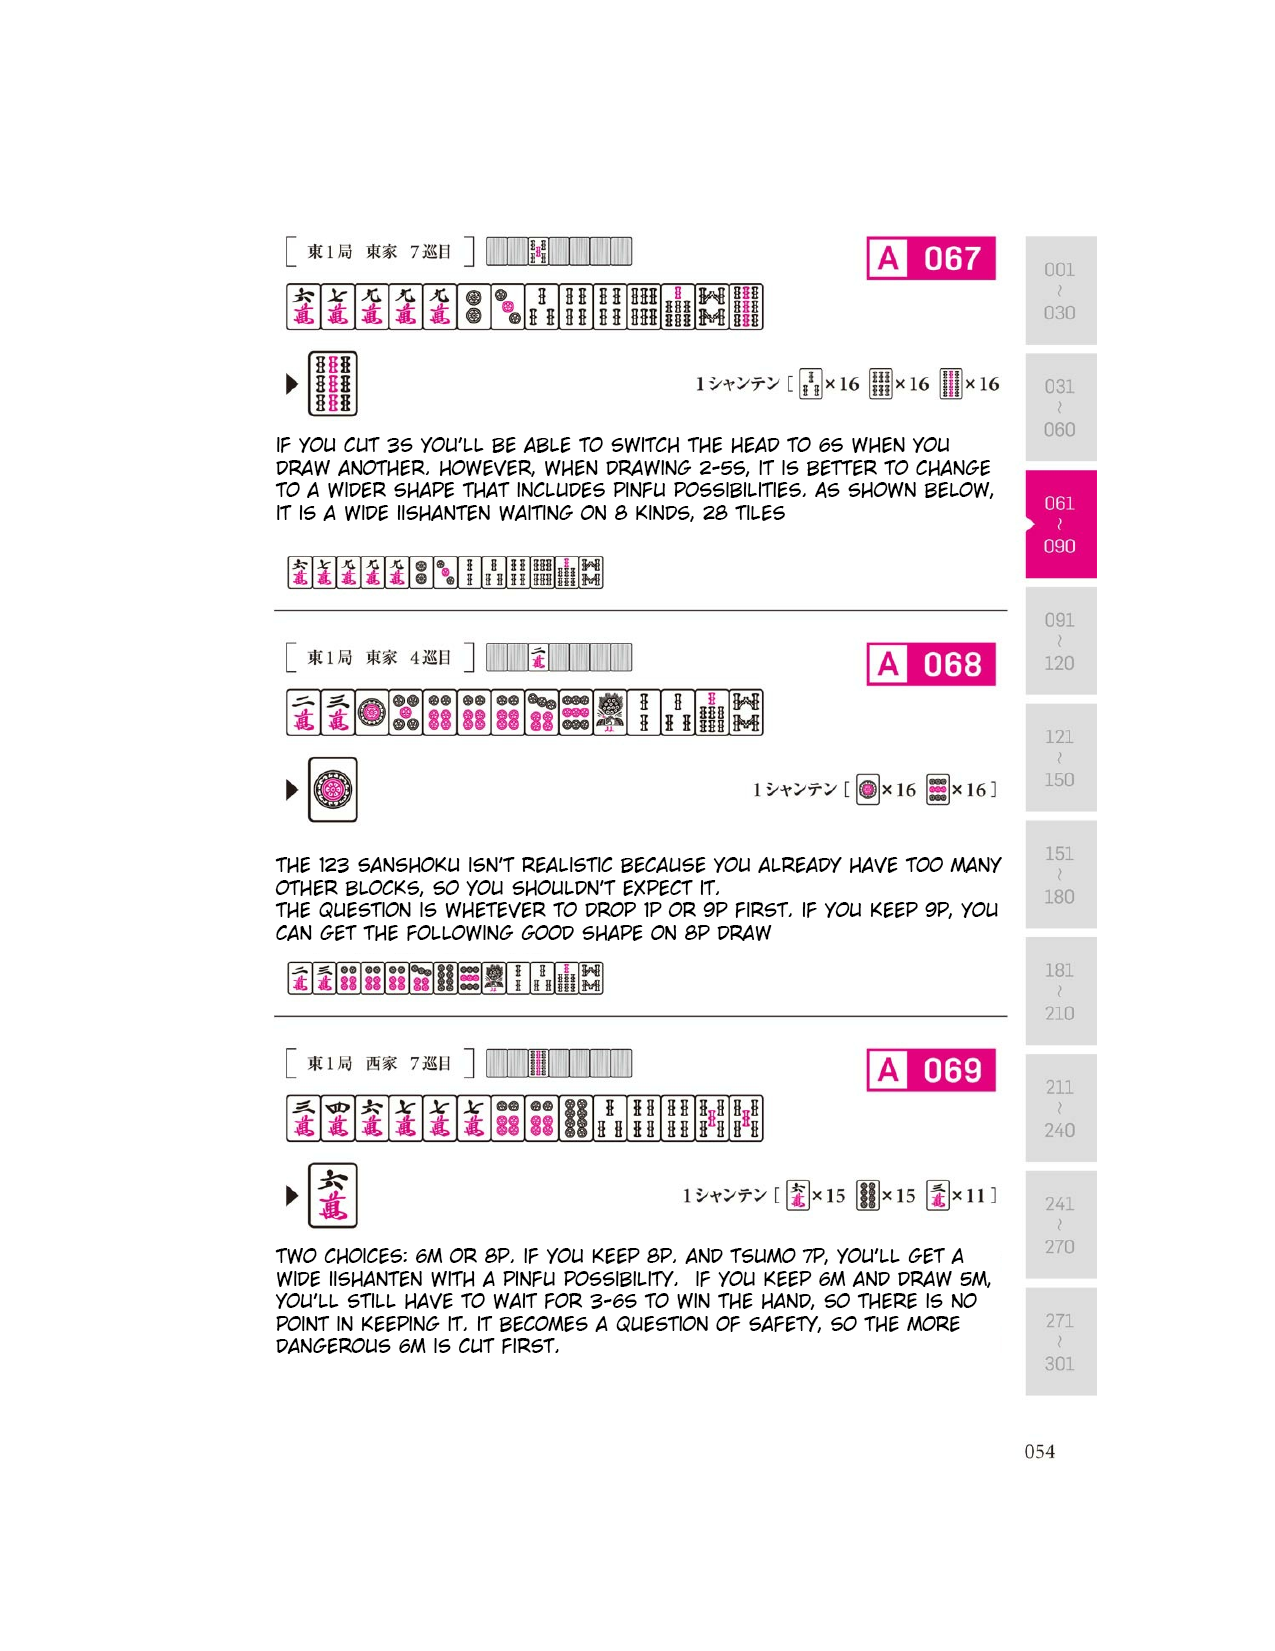 東1局 東家 7巡目
A 067
1シャンテン [ ×16 ×16 ×16
IF YOU CUT 3S YOU'LL BE ABLE TO SWITCH THE HEAD TO 6S WHEN YOU
DRAW ANOTHER. HOWEVER, WHEN DRAWING 2-5S, IT IS BETTER TO CHANGE
TO A WIDER SHAPE THAT INCLUDES PINFU POSSIBILITIES. AS SHOWN BELOW,
IT IS A WIDE IISHANTEN WAITING ON 8 KINDS, 28 TILES
東1局 東家 4巡目
A 068
1シャンテン [ ×16 ×16 ]
THE 123 SANSHOKU ISN'T REALISTIC BECAUSE YOU ALREADY HAVE TOO MANY
OTHER BLOCKS, SO YOU SHOULDN'T EXPECT IT.
THE QUESTION IS WHETEVER TO DROP 1P OR 9P FIRST. IF YOU KEEP 9P, YOU
CAN GET THE FOLLOWING GOOD SHAPE ON 8P DRAW
東1局 西家 7巡目
A 069
1シャンテン [ ×15 ×15 ×11 ]
TWO CHOICES: 6M OR 8P. IF YOU KEEP 8P. AND TSUMO 7P, YOU'LL GET A
WIDE IISHANTEN WITH A PINFU POSSIBILITY. IF YOU KEEP 6M AND DRAW 5M,
YOU'LL STILL HAVE TO WAIT FOR 3-6S TO WIN THE HAND, SO THERE IS NO
POINT IN KEEPING IT. IT BECOMES A QUESTION OF SAFETY, SO THE MORE
DANGEROUS 6M IS CUT FIRST.
001
~
030
031
~
060
061
~
090
091
~
120
121
~
150
151
~
180
181
~
210
211
~
240
241
~
270
271
~
301
054